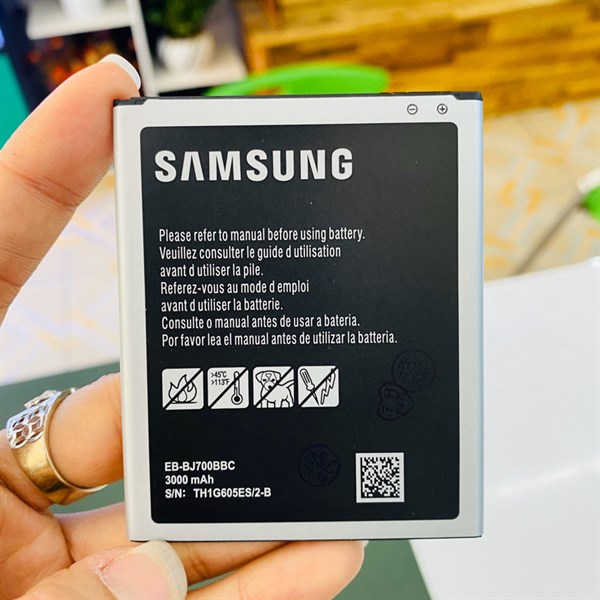 ⊖ ⊕
SAMSUNG
Please refer to manual before using battery.
Veuillez consulter le guide d utilisation
avant d utiliser la pile.
Referez-vous au mode d emploi
avant d utiliser la batterie.
Consulte o manual antes de usar a bateria.
Por favor lea el manual antes de utilizar la bateria.
>45℃
>113℉
EB-BJ700BBC
3000 mAh
S/N: TH1G605ES/2-B